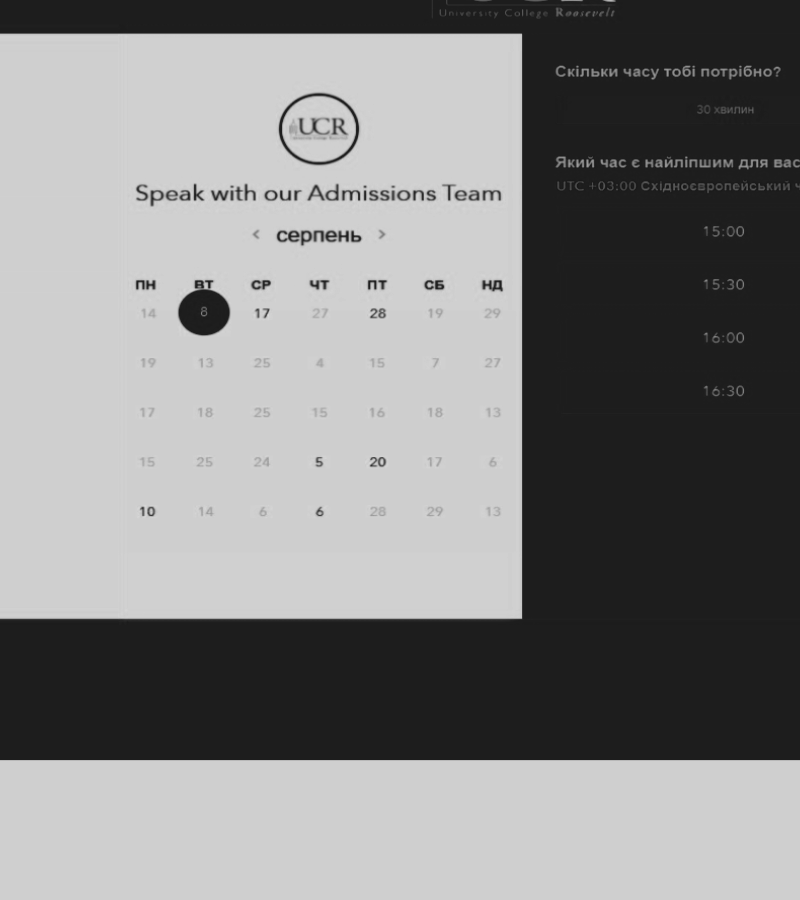 University College Roosevelt
UCR
Speak with our Admissions Team
< серпень >
ПН ВТ СР ЧТ ПТ СБ НД
14 8 17 27 28 19 29
19 13 25 4 15 7 27
17 18 25 15 16 18 13
15 25 24 5 20 17 6
10 14 6 6 28 29 13
Скільки часу тобі потрібно?
30 хвилин
Який час є найліпшим для вас
UTC +03:00 Східноєвропейський ч
15:00
15:30
16:00
16:30